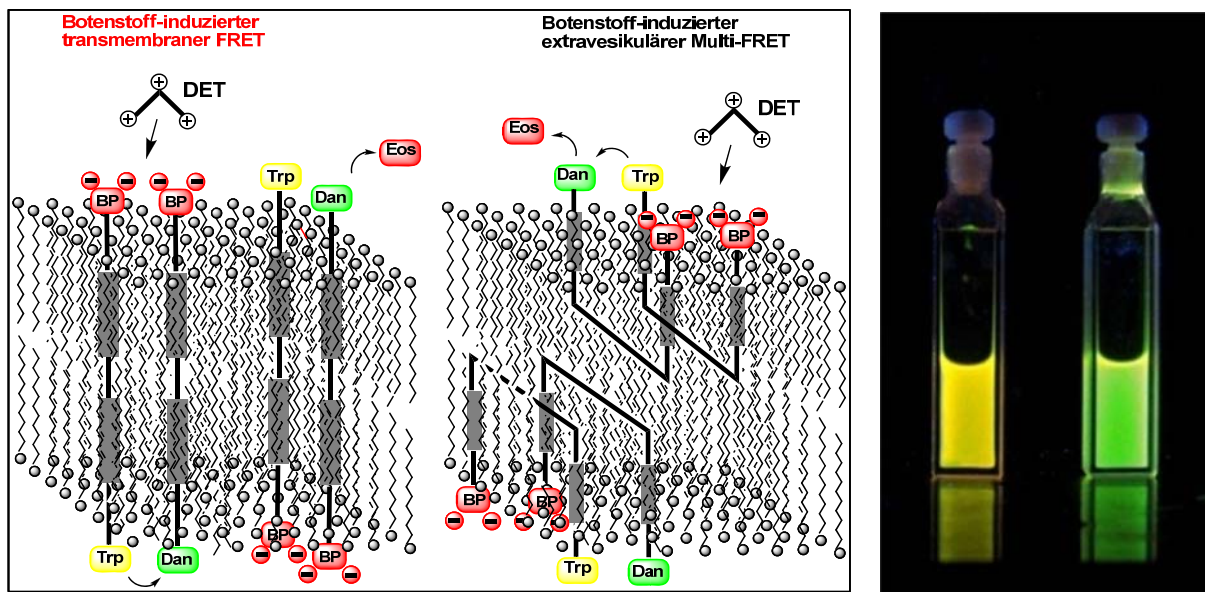 Botenstoff-induzierter
transmembraner FRET
DET
BP
BP
Trp
Dan
Eos
Trp
Dan
BP
BP
Botenstoff-induzierter
extravesikulärer Multi-FRET
Eos
DET
Dan
Trp
BP
BP
BP
BP
Trp
Dan